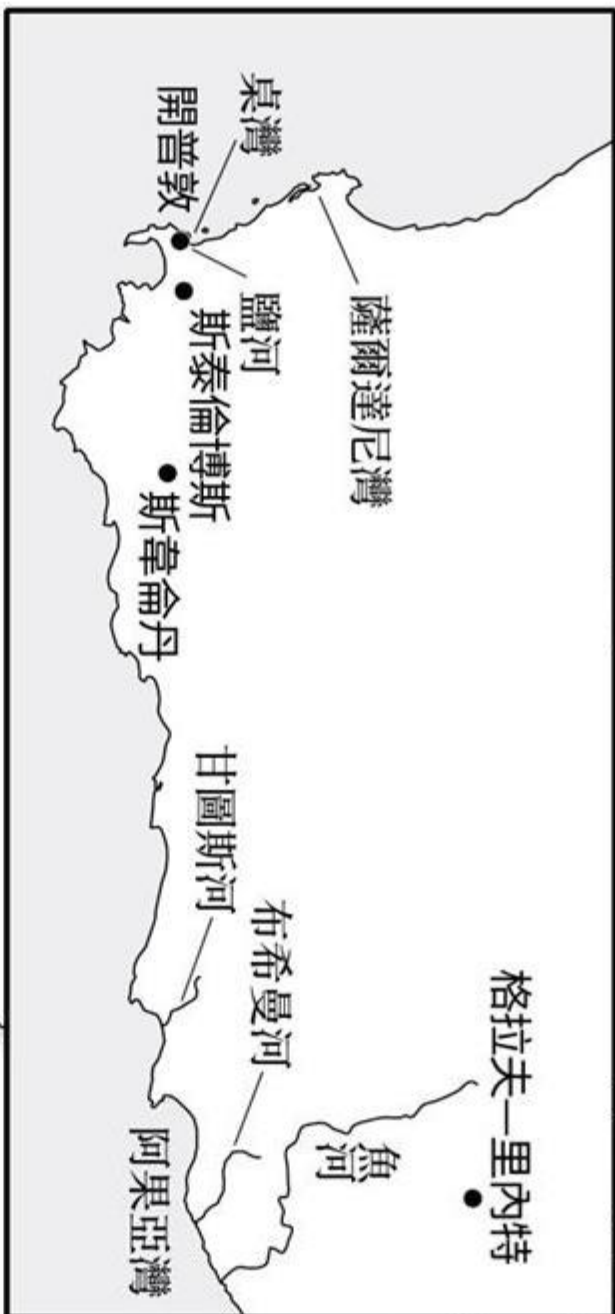 格拉夫—里內特
薩爾達尼灣
魚河
桌灣
鹽河
布希曼河
斯泰倫博斯
甘圖斯河
開普敦
斯韋侖丹
阿果亞灣